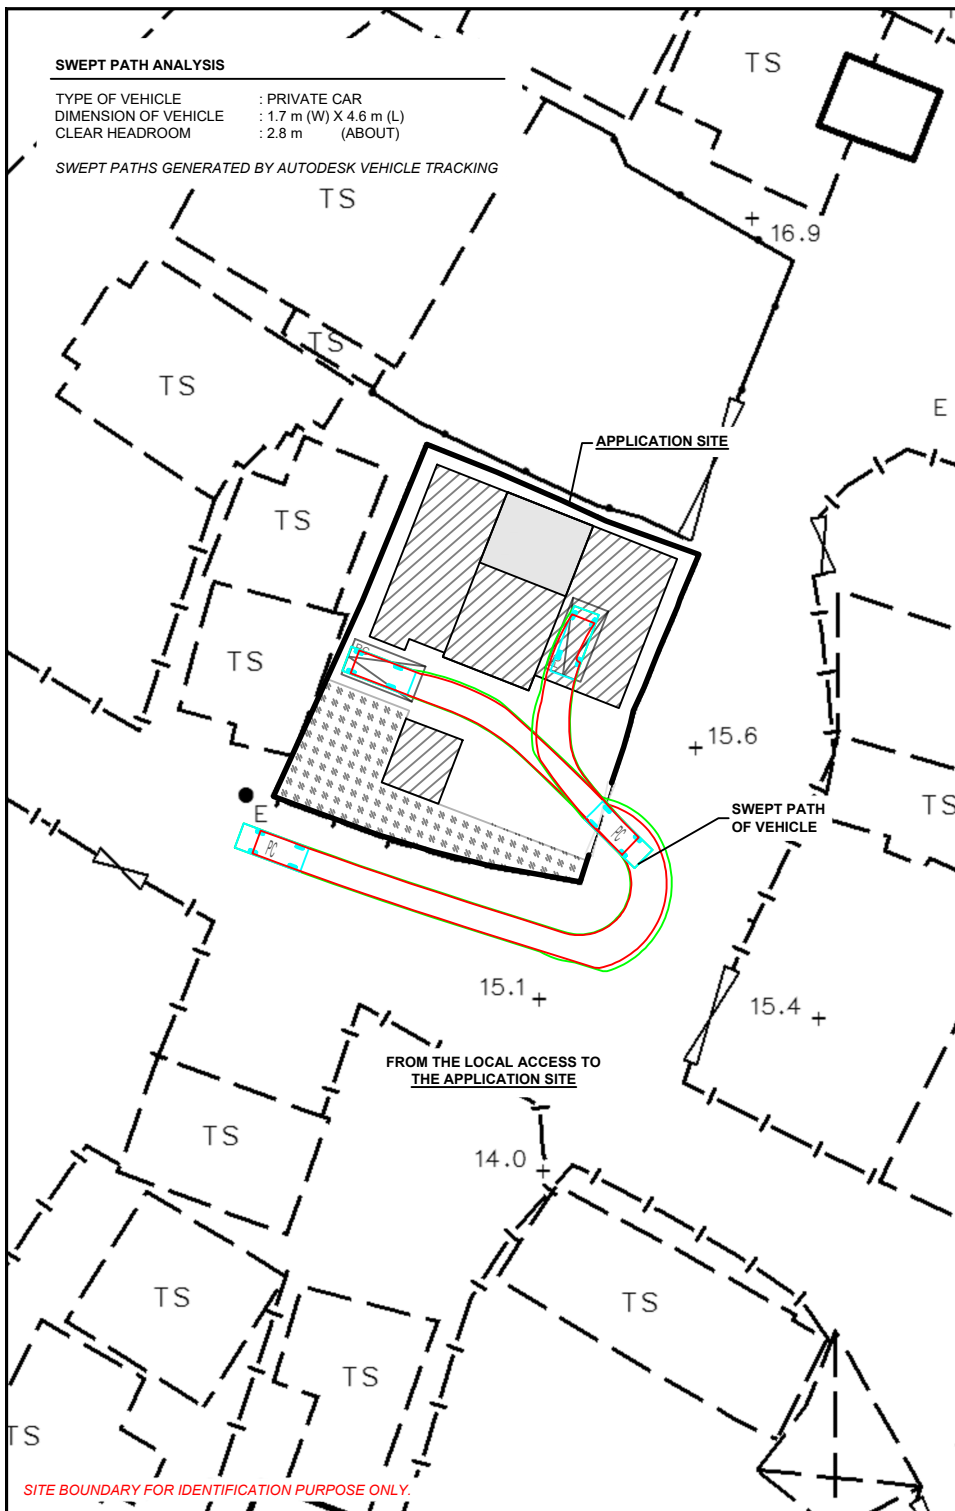 SWEPT PATH ANALYSIS
TYPE OF VEHICLE : PRIVATE CAR
DIMENSION OF VEHICLE : 1.7 m (W) X 4.6 m (L)
CLEAR HEADROOM : 2.8 m (ABOUT)
SWEPT PATHS GENERATED BY AUTODESK VEHICLE TRACKING
TS
TS
16.9
TS
TS
E
APPLICATION SITE
TS
TS
15.6
TS
SWEPT PATH
OF VEHICLE
E
PC
PC
15.1
15.4
FROM THE LOCAL ACCESS TO
THE APPLICATION SITE
TS
14.0
TS
TS
TS
TS
SITE BOUNDARY FOR IDENTIFICATION PURPOSE ONLY.